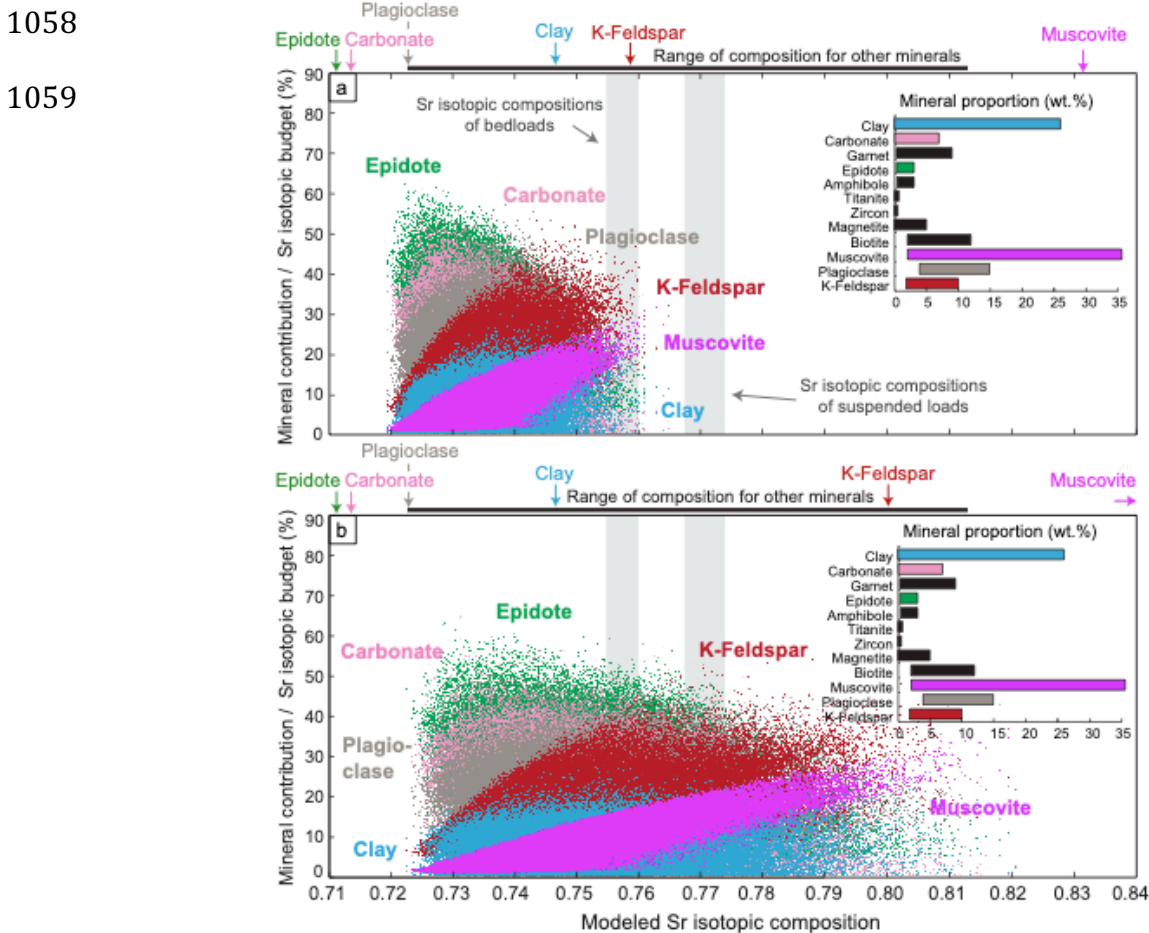 1058
1059
Plagioclase
Epidote Carbonate Clay K-Feldspar Muscovite
Range of composition for other minerals
a
Mineral contribution / Sr isotopic budget (%)
90
80
70
60
50
40
30
20
10
0
Sr isotopic compositions
of bedloads
Epidote
Carbonate
Plagioclase
K-Feldspar
Muscovite
Clay
Sr isotopic compositions
of suspended loads
Mineral proportion (wt.%)
Clay
Carbonate
Garnet
Epidote
Amphibole
Titanite
Zircon
Magnetite
Biotite
Muscovite
Plagioclase
K-Feldspar
0 5 10 15 20 25 30 35
Plagioclase
Epidote Carbonate Clay K-Feldspar Muscovite
Range of composition for other minerals
b
Mineral contribution / Sr isotopic budget (%)
90
80
70
60
50
40
30
20
10
0
Epidote
Carbonate
K-Feldspar
Plagio-
clase
Clay
Muscovite
Mineral proportion (wt.%)
Clay
Carbonate
Garnet
Epidote
Amphibole
Titanite
Zircon
Magnetite
Biotite
Muscovite
Plagioclase
K-Feldspar
0 5 10 15 20 25 30 35
0.71 0.72 0.73 0.74 0.75 0.76 0.77 0.78 0.79 0.80 0.81 0.82 0.83 0.84
Modeled Sr isotopic composition